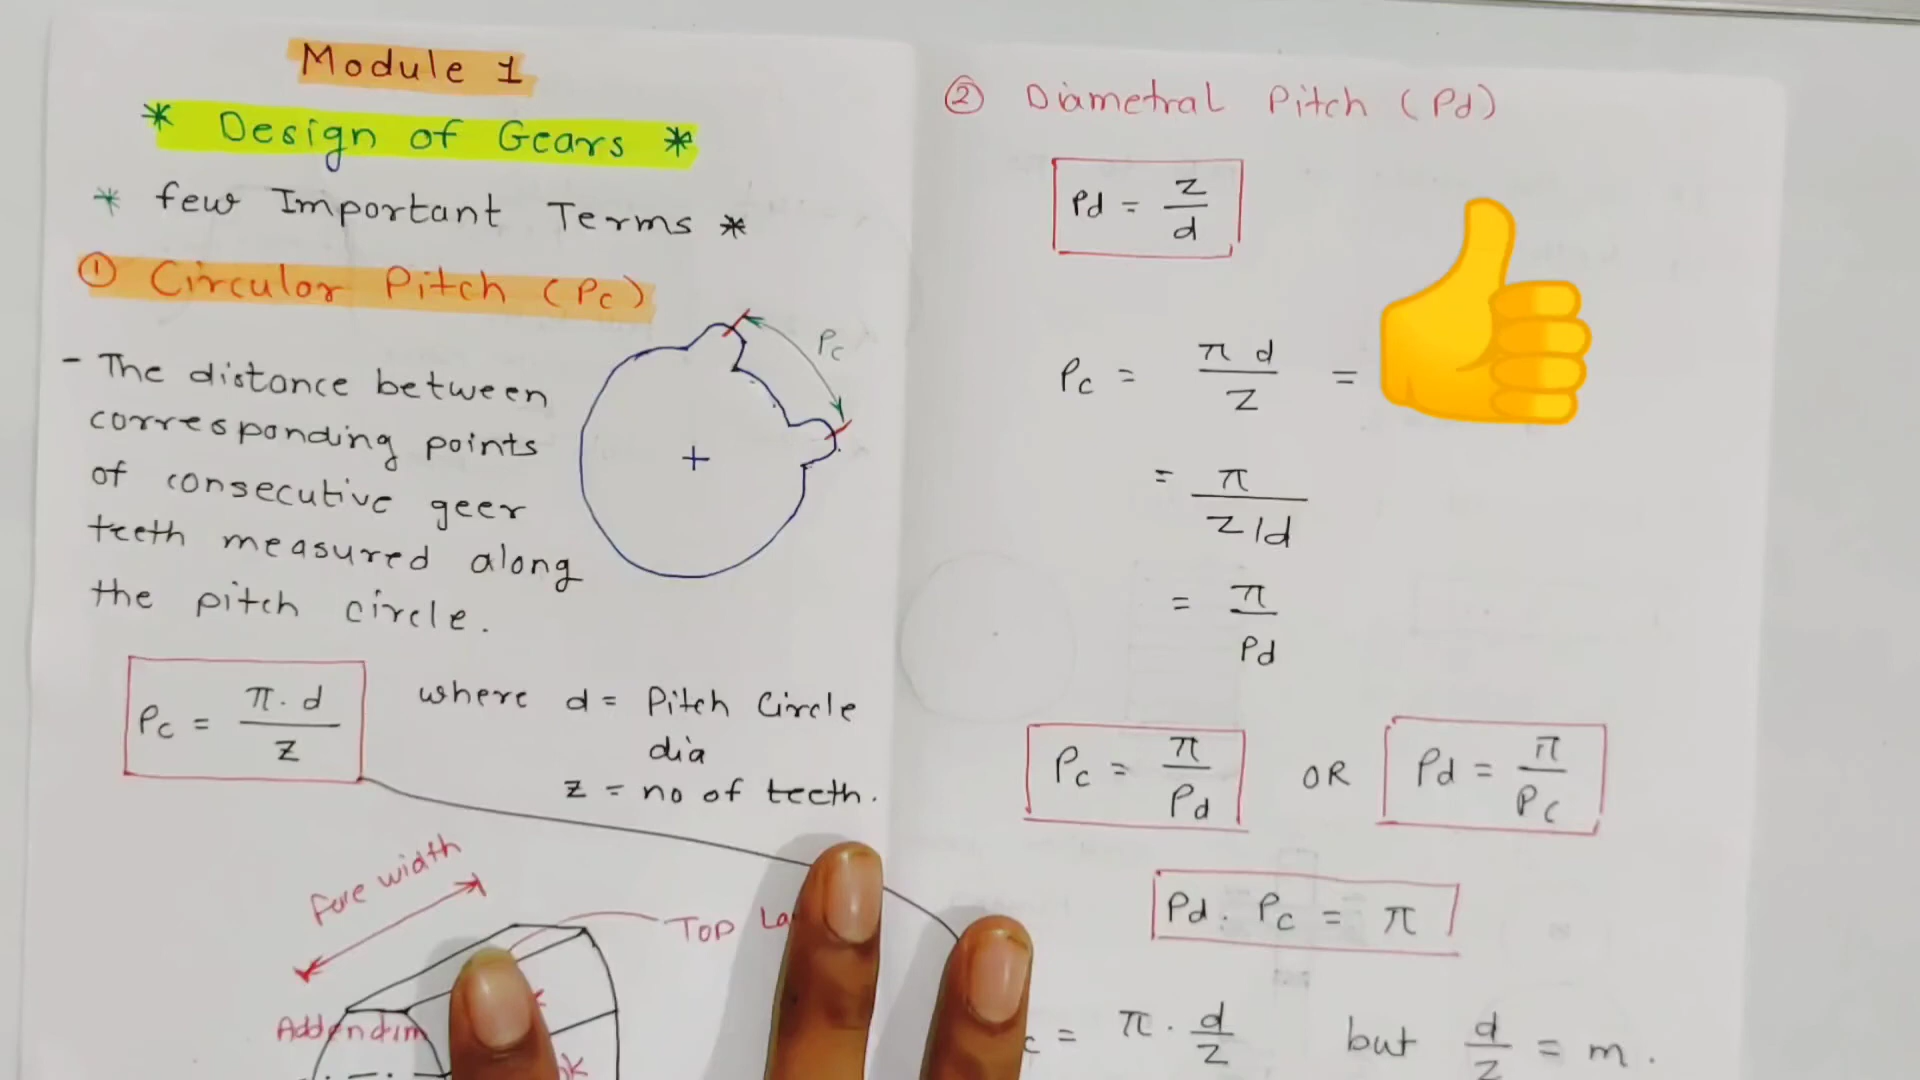 Module 1
* Design of Gears *
* few Important Terms *
① Circular Pitch (Pc)
- The distance between
corresponding points
of consecutive geer
teeth measured along
the pitch circle.
Pc
Pc = π. d / z
where d = Pitch Circle
dia
z = no of teeth.
face width
Top La
Addendim
② Diametral Pitch (Pd)
Pd = z / d
Pc = π d / z =
= π / z/d
= π / Pd
Pc = π / Pd OR Pd = π / Pc
Pd. Pc = π
c = π. d / z but d / z = m.